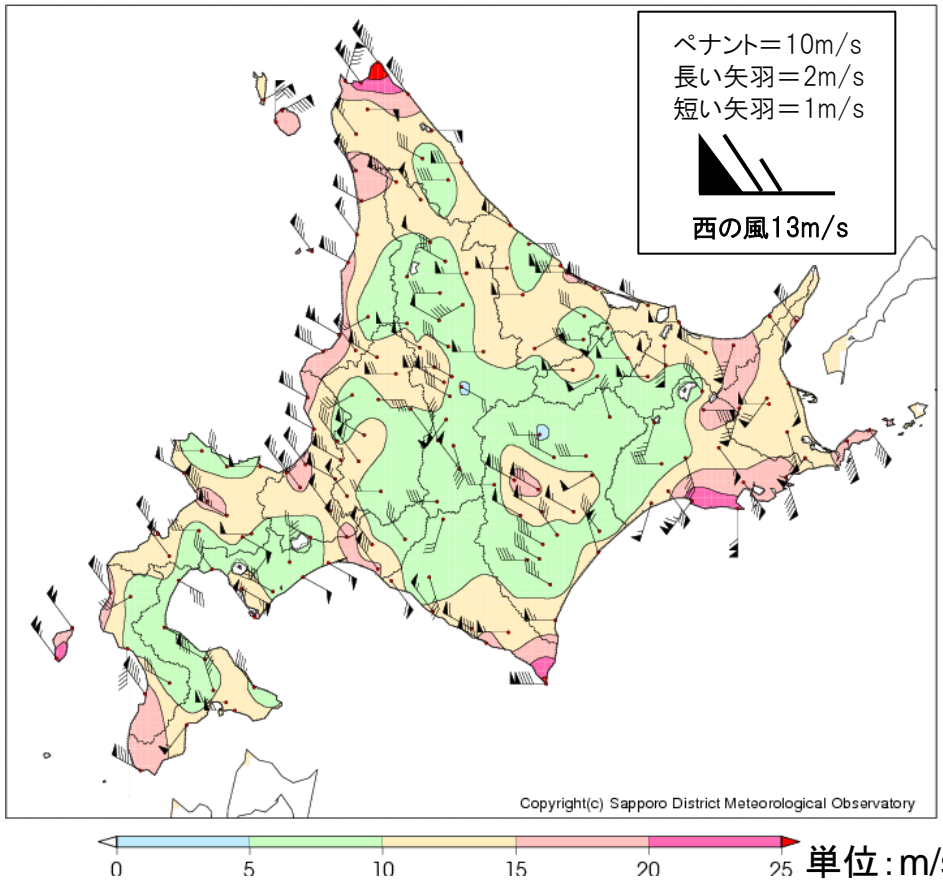 ペナント＝10m/s
長い矢羽＝2m/s
短い矢羽＝1m/s
西の風13m/s
Copyright(c) Sapporo District Meteorological Observatory
0 5 10 15 20 25 単位：m/s